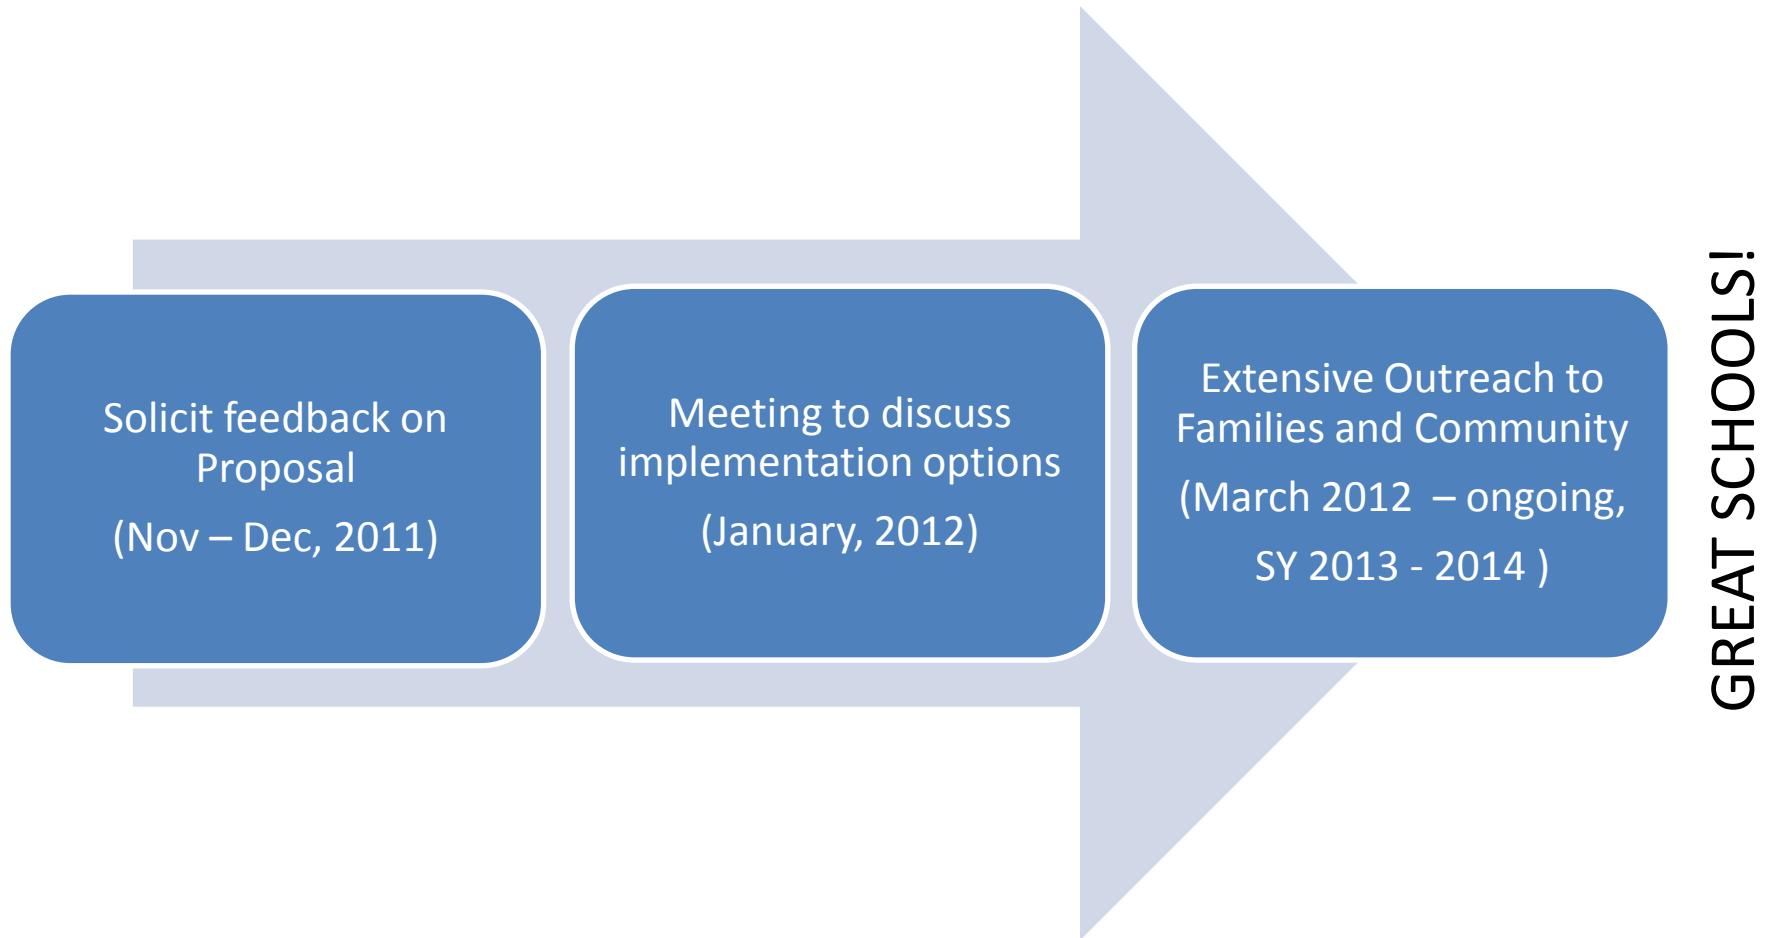 Solicit feedback on
Proposal
(Nov – Dec, 2011)
Meeting to discuss
implementation options
(January, 2012)
Extensive Outreach to
Families and Community
(March 2012  – ongoing,
SY 2013 - 2014 )
GREAT SCHOOLS!